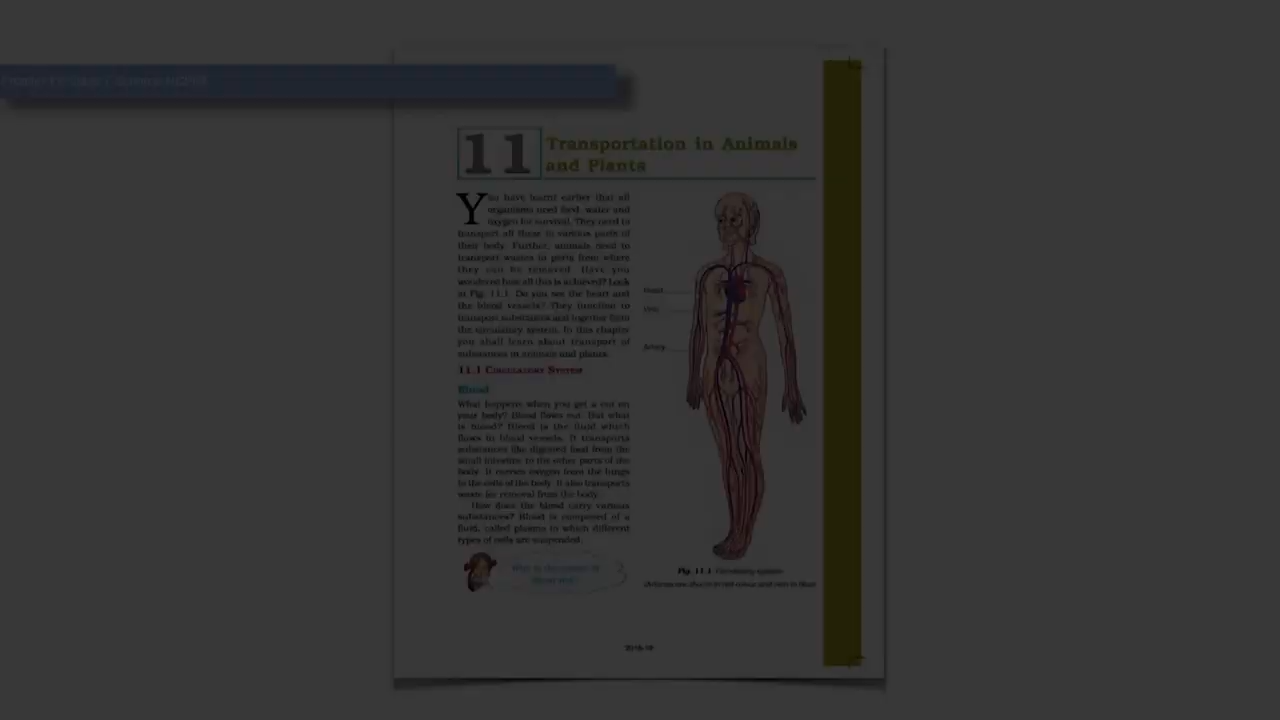 11
Transportation in Animals
and Plants
You have learnt earlier that all
organisms need food, water and
oxygen for survival. They need to
transport all these to various parts of
their body. Further, animals need to
transport wastes to parts from where
they can be removed. Have you
wondered how all this is achieved? Look
at Fig. 11.1. Do you see the heart and
the blood vessels? They function to
transport substances and together form
the circulatory system. In this chapter,
you shall learn about transport of
substances in animals and plants.
11.1 Circulatory System
Blood
What happens when you get a cut on
your body? Blood flows out. But what
is blood? Blood is the fluid which
flows in blood vessels. It transports
substances like digested food from the
small intestine to the other parts of the
body. It carries oxygen from the lungs
to the cells of the body. It also transports
waste for removal from the body.
How does the blood carry various
substances? Blood is composed of a
fluid, called plasma in which different
types of cells are suspended.
Heart
Vein
Artery
Fig. 11.1 Circulatory system